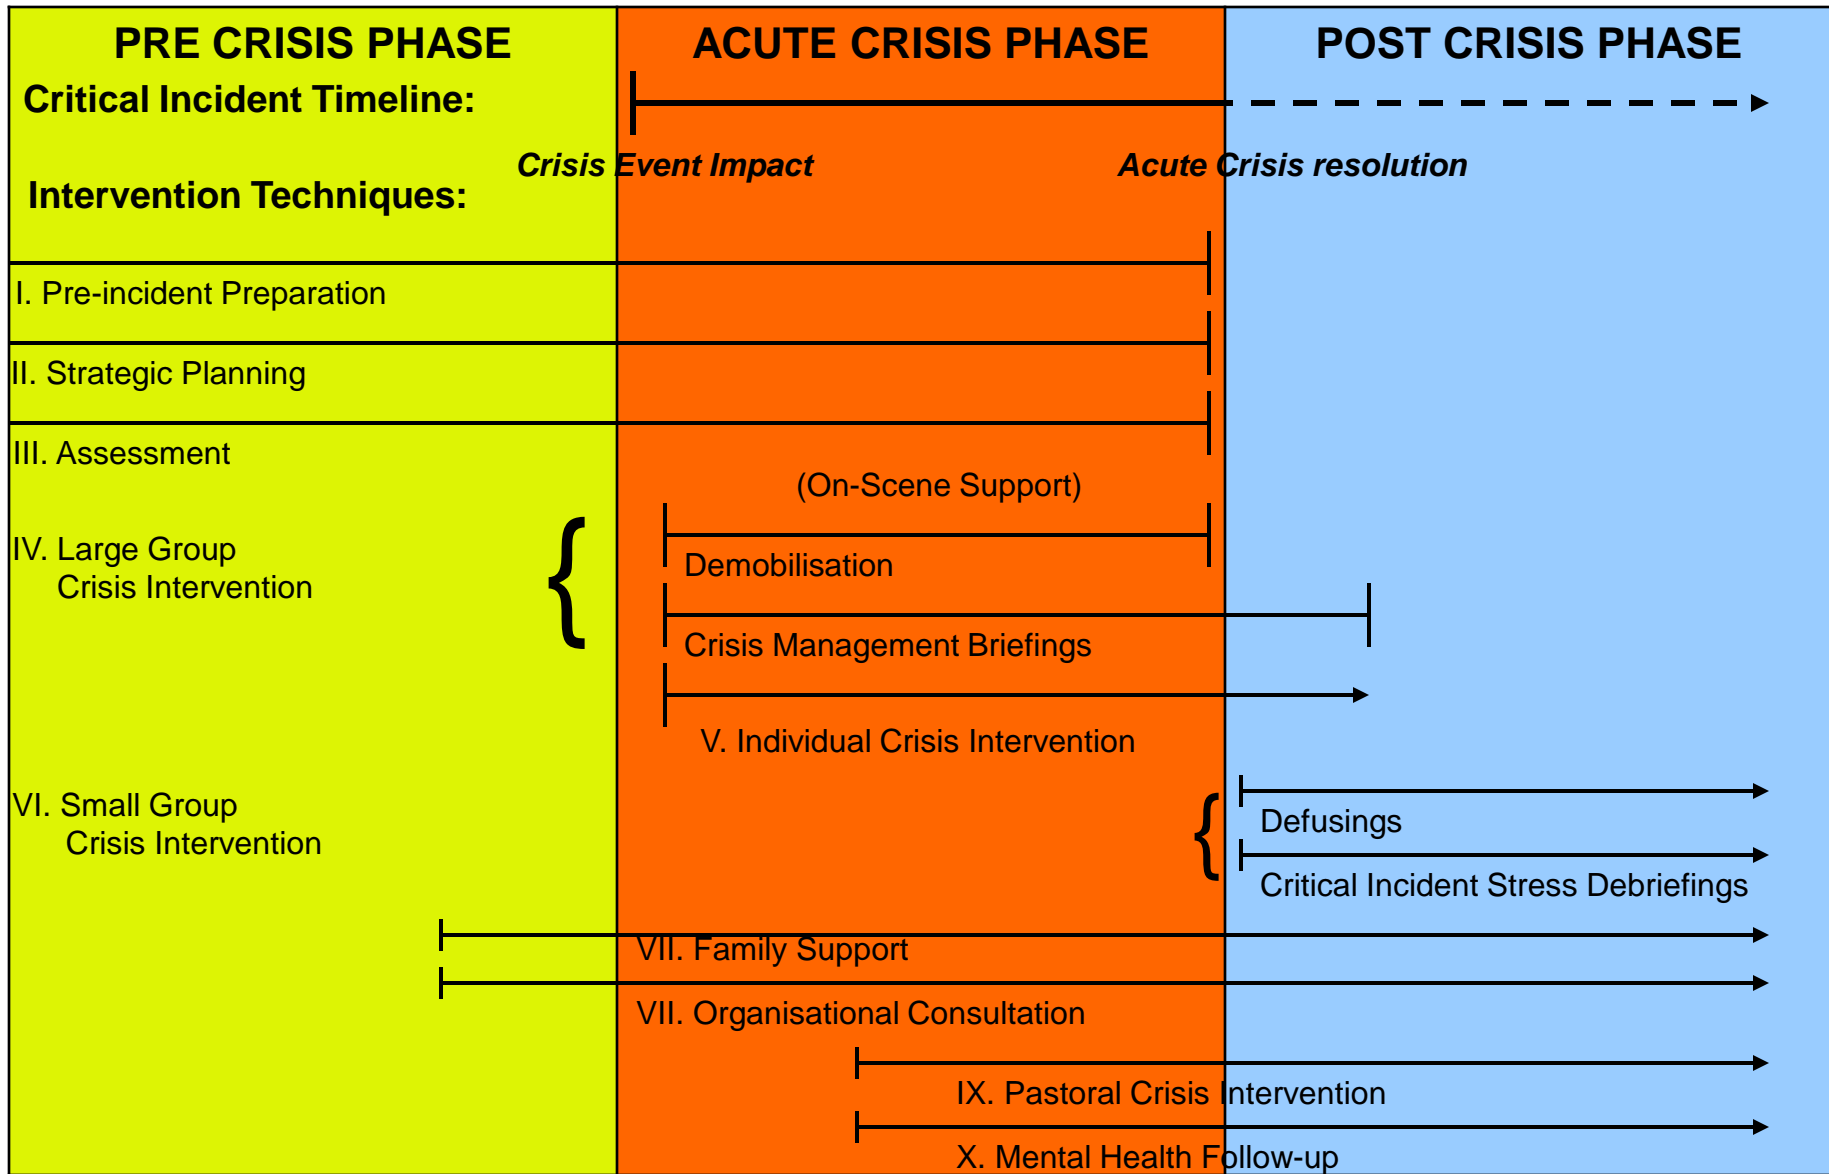 PRE CRISIS PHASE
ACUTE CRISIS PHASE
POST CRISIS PHASE
Critical Incident Timeline:
Crisis Event Impact
Acute Crisis resolution
Intervention Techniques:
I. Pre-incident Preparation
II. Strategic Planning
III. Assessment
(On-Scene Support)
IV. Large Group
Crisis Intervention
Demobilisation
Crisis Management Briefings
V. Individual Crisis Intervention
VI. Small Group
Crisis Intervention
Defusings
Critical Incident Stress Debriefings
VII. Family Support
VII. Organisational Consultation
IX. Pastoral Crisis Intervention
X. Mental Health Follow-up